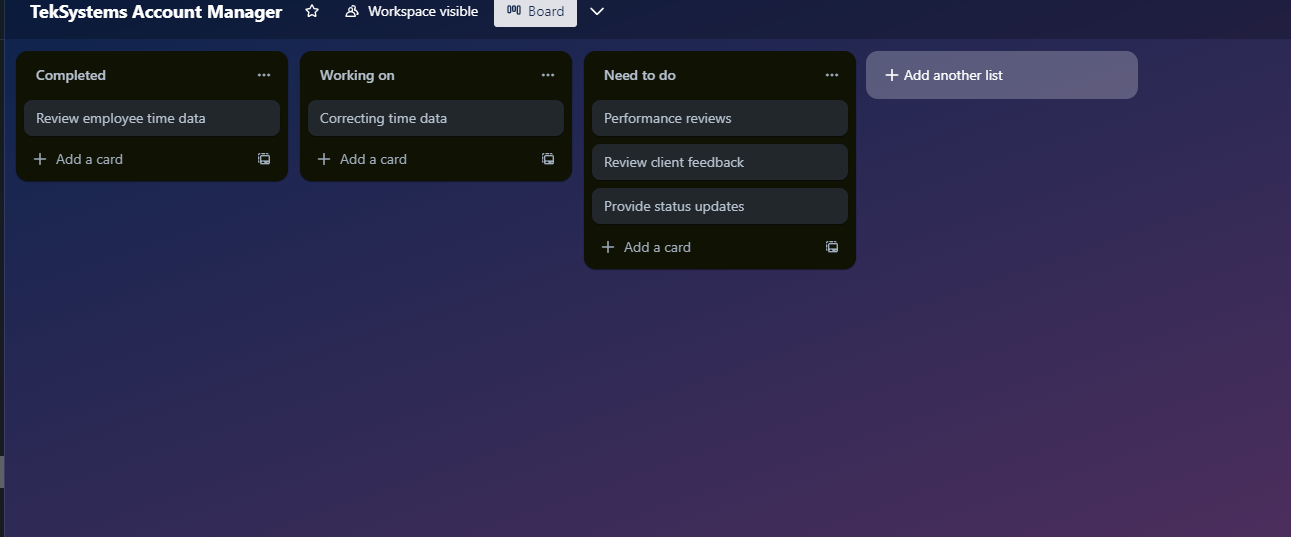 TekSystems Account Manager Workspace visible Board
Completed
Review employee time data
Add a card
Working on
Correcting time data
Add a card
Need to do
Performance reviews
Review client feedback
Provide status updates
Add a card
Add another list